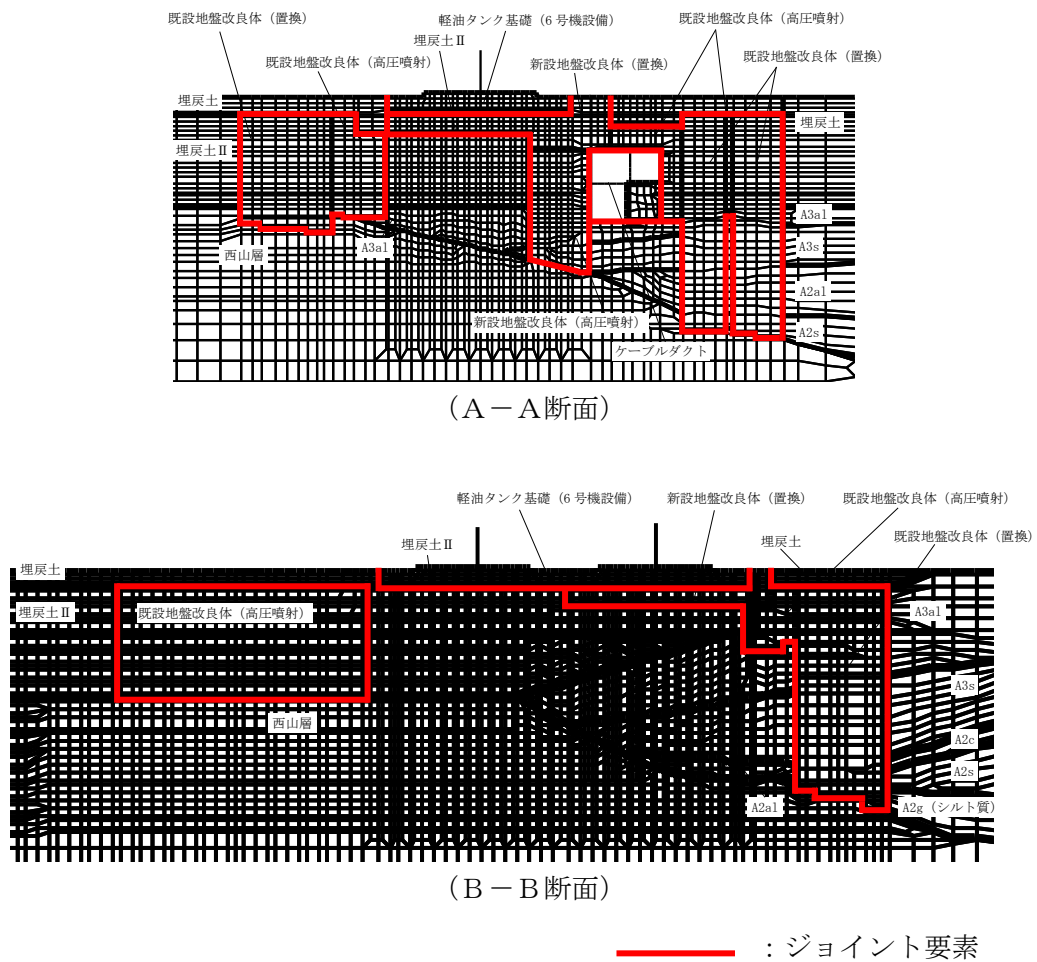 既設地盤改良体（置換）
軽油タンク基礎（6号機設備）
既設地盤改良体（高圧噴射）
埋戻土Ⅱ
既設地盤改良体（高圧噴射）
新設地盤改良体（置換）
既設地盤改良体（置換）
埋戻土
埋戻土
埋戻土Ⅱ
A3al
A3s
A2al
A2s
西山層
A3al
新設地盤改良体（高圧噴射）
ケーブルダクト
（A－A断面）
軽油タンク基礎（6号機設備）
新設地盤改良体（置換）
既設地盤改良体（高圧噴射）
埋戻土Ⅱ
埋戻土
既設地盤改良体（置換）
埋戻土
埋戻土Ⅱ
既設地盤改良体（高圧噴射）
A3al
A3s
西山層
A2c
A2s
A2al
A2g（シルト質）
（B－B断面）
：ジョイント要素